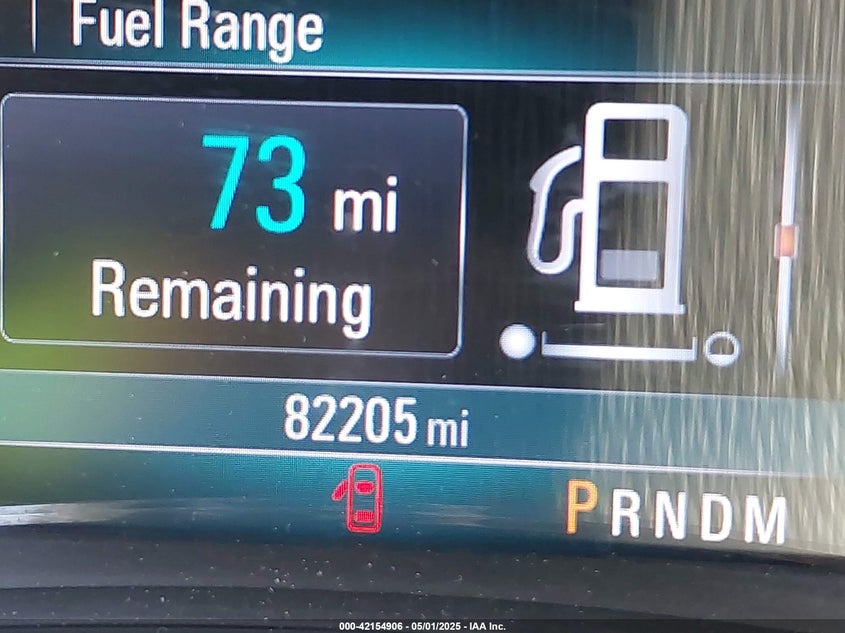 Fuel Range
73 mi
Remaining
82205 mi
PRNDM
000-42154906 - 05/01/2025 - IAA Inc.